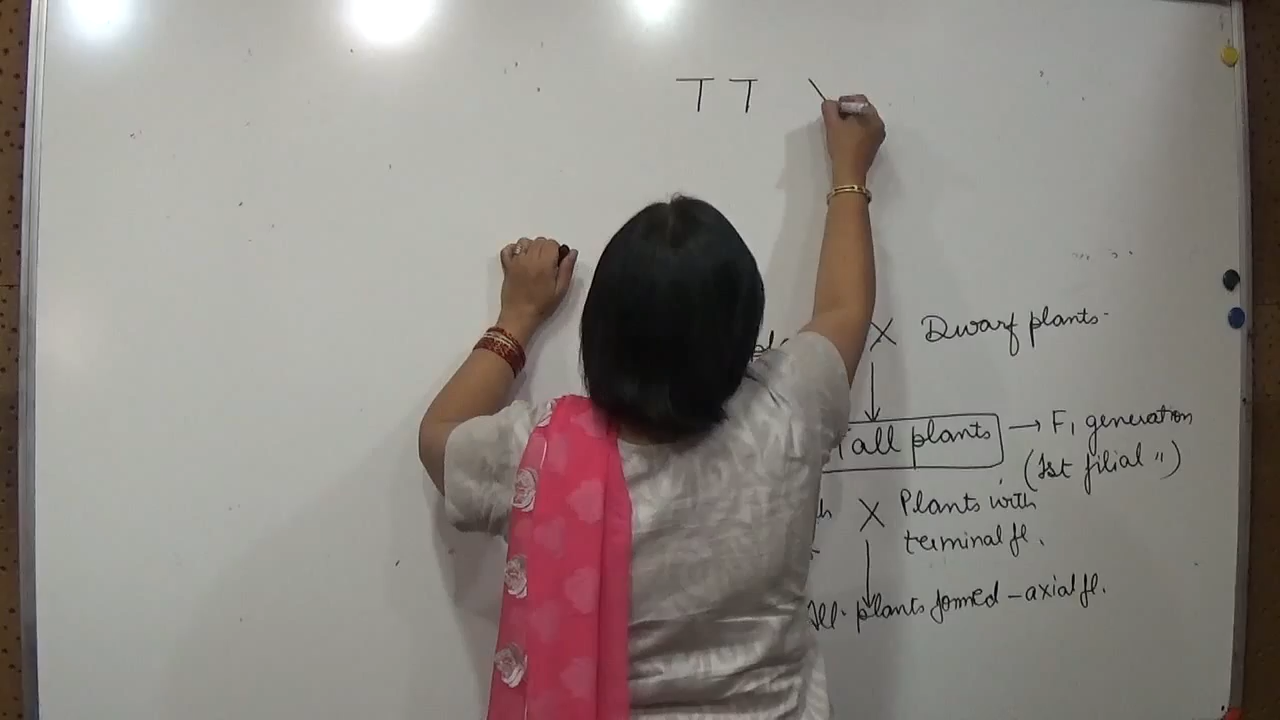 T T \
X Dwarf plants-
Tall plants → F1 generation
(1st filial ")
X Plants with
terminal fl.
All plants formed - axial fl.